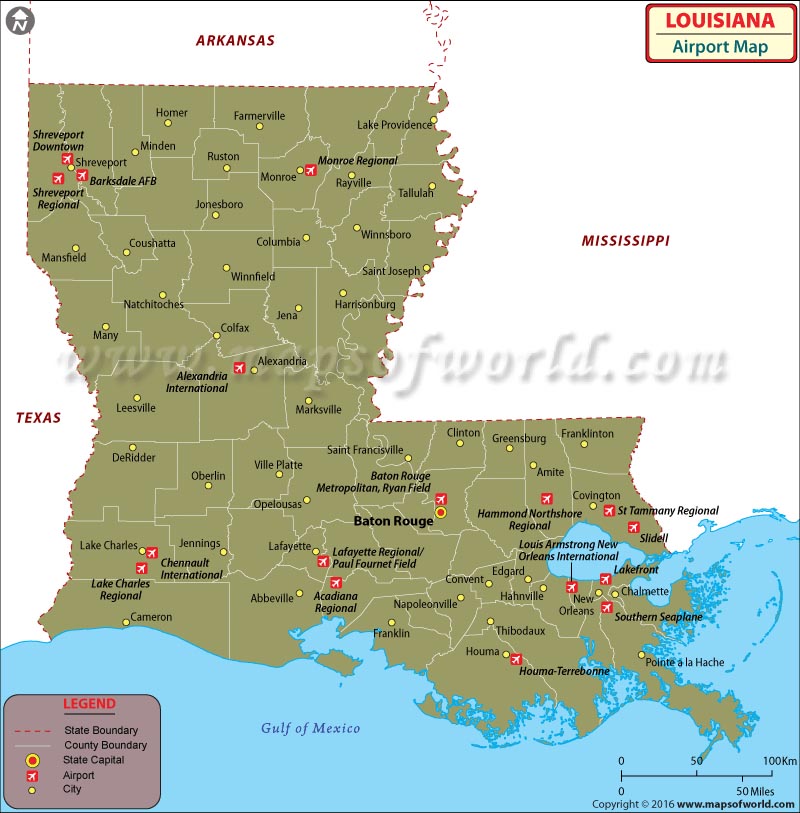 N
ARKANSAS
LOUISIANA
Airport Map
Homer
Farmerville
Lake Providence
Shreveport
Downtown
Minden
Shreveport
Ruston
Monroe Regional
Monroe
Barksdale AFB
Rayville
Shreveport
Regional
Tallulah
Jonesboro
Winnsboro
Coushatta
Columbia
MISSISSIPPI
Mansfield
Winnfield
Saint Joseph
Natchitoches
Harrisonburg
Jena
Many
Colfax
www.mapsofworld.com
Alexandria
Alexandria
International
TEXAS
Leesville
Marksville
Clinton
Greensburg
Franklinton
DeRidder
Saint Francisville
Ville Platte
Amite
Oberlin
Baton Rouge
Metropolitan, Ryan Field
Covington
Opelousas
Hammond Northshore
Regional
St Tammany Regional
Baton Rouge
Slidell
Lake Charles
Jennings
Lafayette
Lafayette Regional/
Paul Fournet Field
Louis Armstrong New
Orleans International
Chennault
International
Lakefront
Lake Charles
Regional
Acadiana
Regional
Convent
Edgard
Hahnville
New
Orleans
Chalmette
Abbeville
Napoleonville
Southern Seaplane
Cameron
Franklin
Thibodaux
Houma
Houma-Terrebonne
Pointe a la Hache
LEGEND
State Boundary
County Boundary
State Capital
Airport
City
Gulf of Mexico
0 50 100Km
0 50 Miles
Copyright © 2016 www.mapsofworld.com